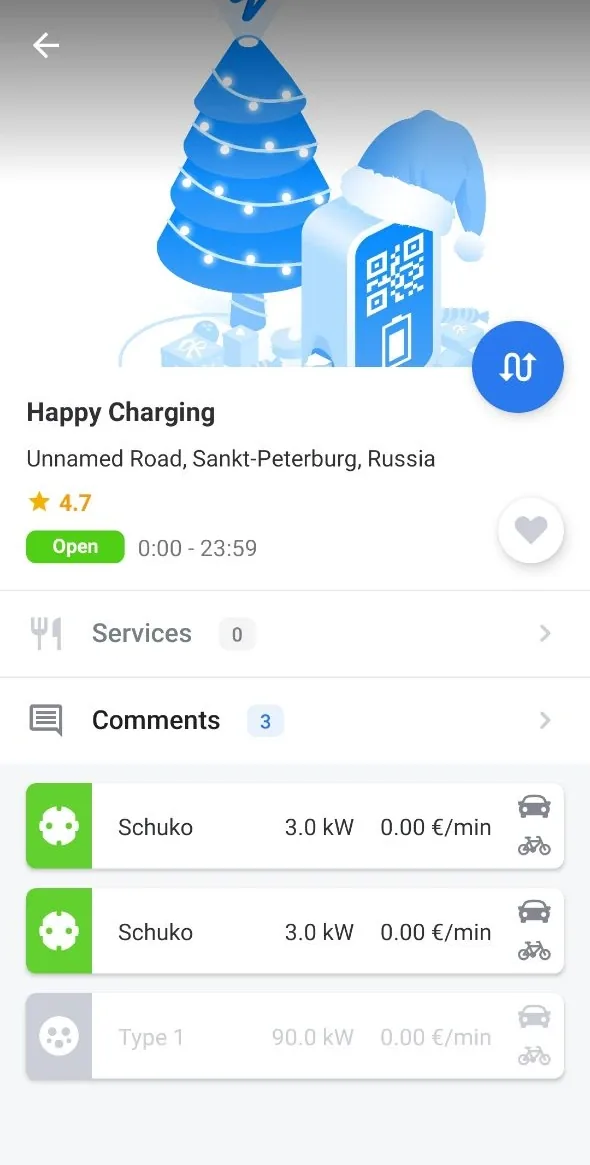 Happy Charging
Unnamed Road, Sankt-Peterburg, Russia
4.7
Open 0:00 - 23:59
Services 0
Comments 3
Schuko 3.0 kW 0.00 €/min
Schuko 3.0 kW 0.00 €/min
Type 1 90.0 kW 0.00 €/min